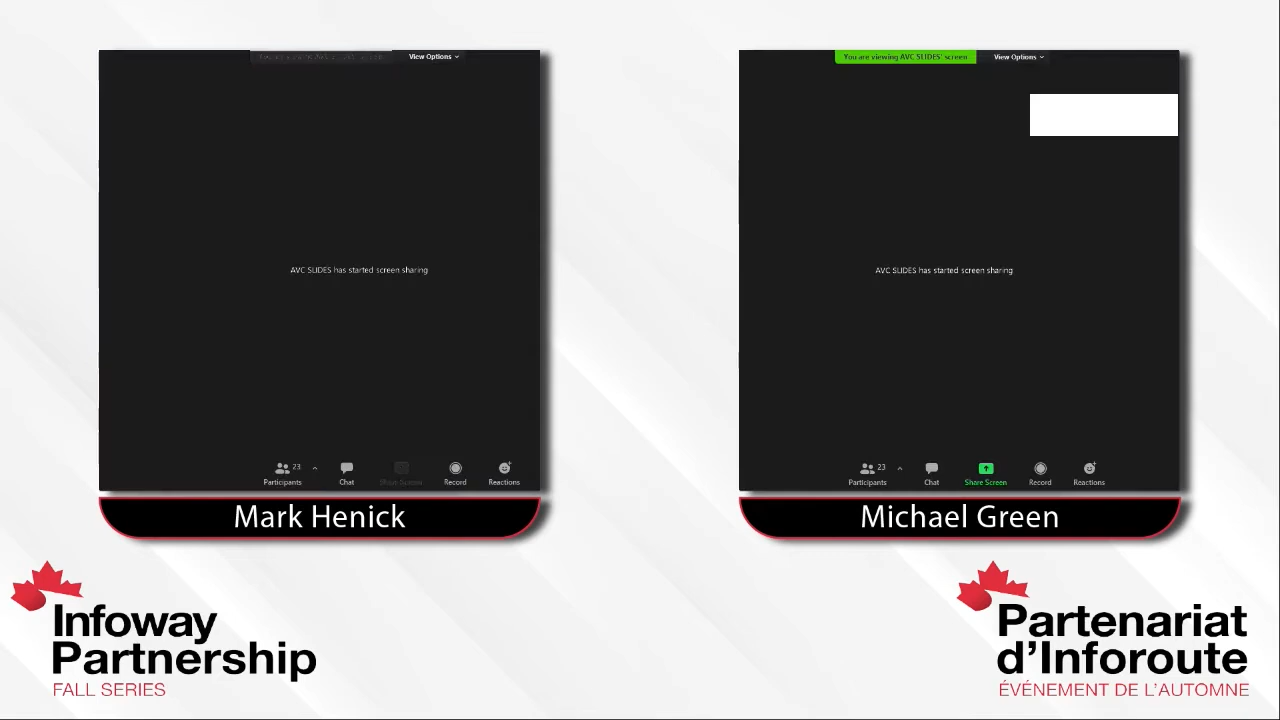 View Options
AVC SLIDES has started screen sharing
23
Participants
Chat
Share Screen
Record
Reactions
Mark Henick
You are viewing AVC SLIDES' screen
View Options
AVC SLIDES has started screen sharing
23
Participants
Chat
Share Screen
Record
Reactions
Michael Green
Infoway
Partnership
FALL SERIES
Partenariat
d'Inforoute
ÉVÉNEMENT DE L'AUTOMNE